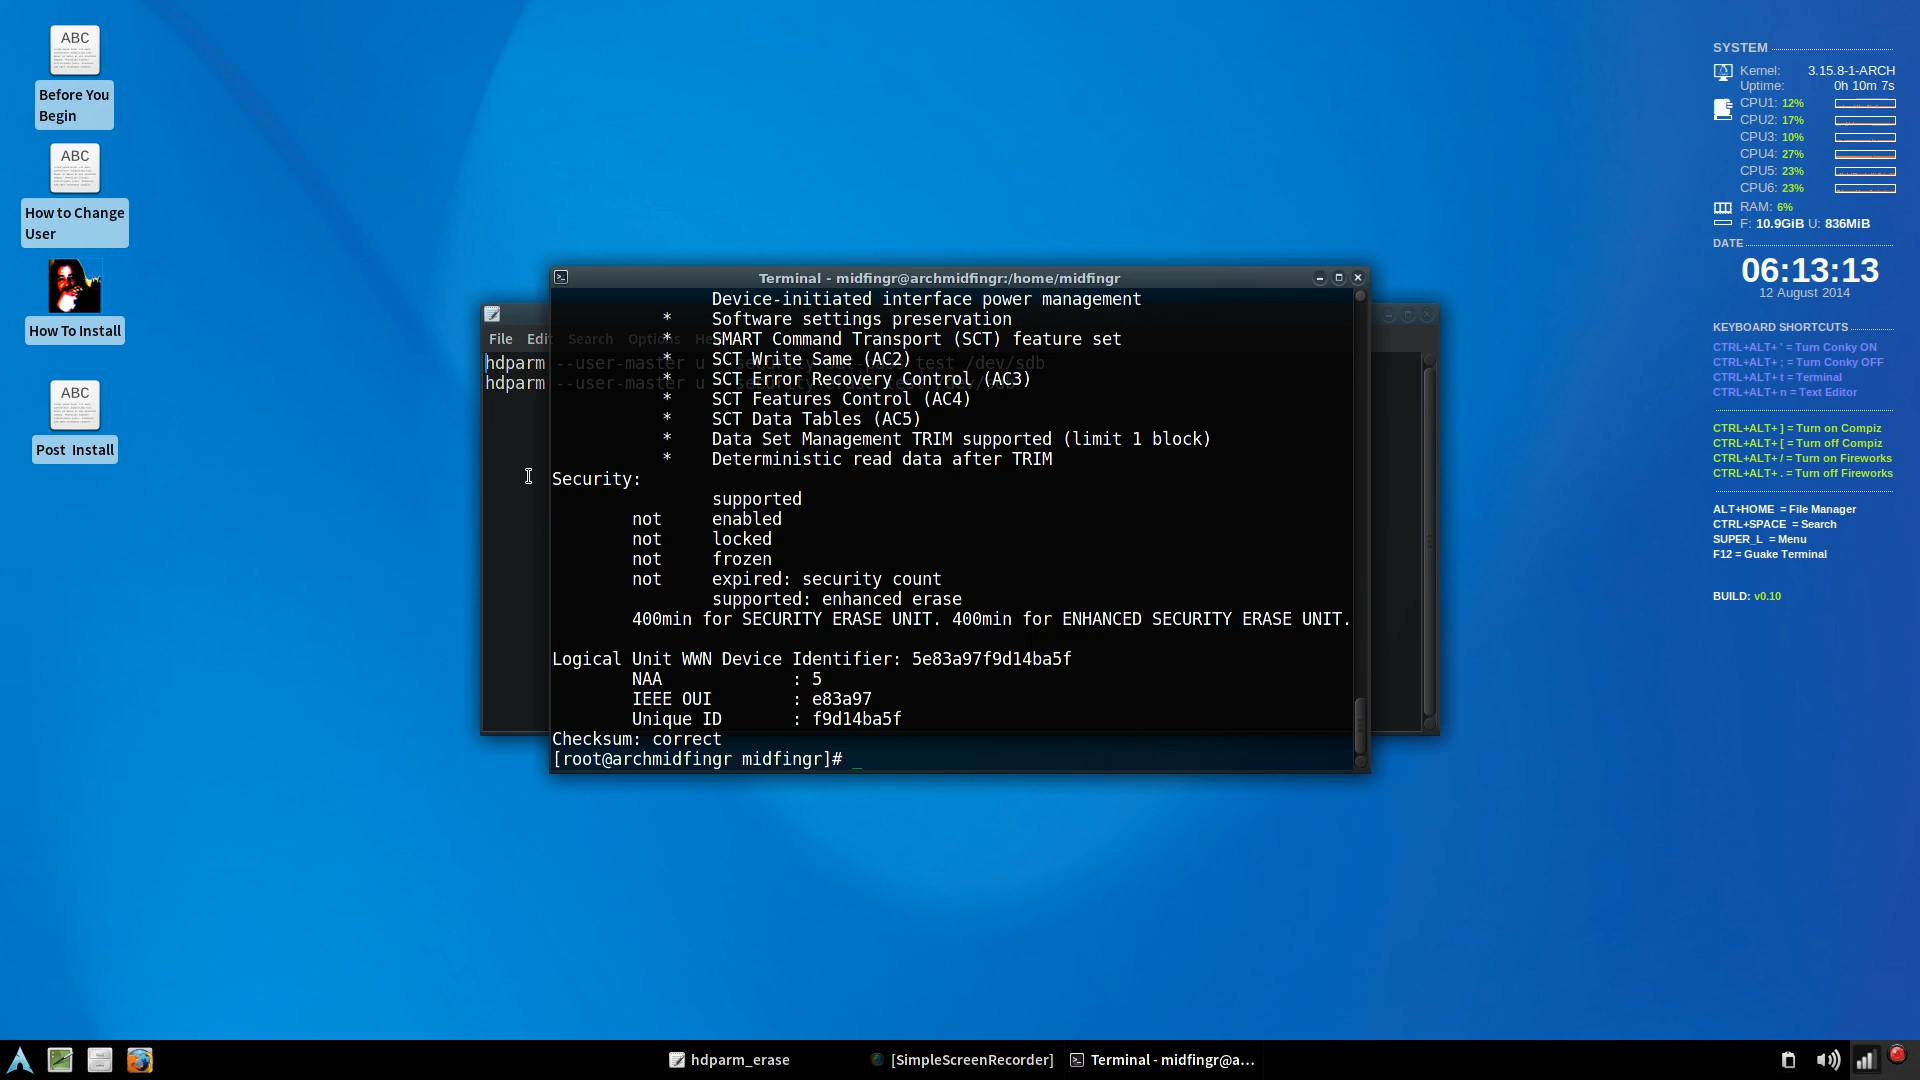 ABC
Before You
Begin
ABC
How to Change
User
How To Install
ABC
Post Install
Terminal - midfingr@archmidfingr:/home/midfingr
Device-initiated interface power management
* Software settings preservation
* SMART Command Transport (SCT) feature set
* SCT Write Same (AC2)
* SCT Error Recovery Control (AC3)
* SCT Features Control (AC4)
* SCT Data Tables (AC5)
* Data Set Management TRIM supported (limit 1 block)
* Deterministic read data after TRIM
Security:
supported
not enabled
not locked
not frozen
not expired: security count
supported: enhanced erase
400min for SECURITY ERASE UNIT. 400min for ENHANCED SECURITY ERASE UNIT.
Logical Unit WWN Device Identifier: 5e83a97f9d14ba5f
NAA : 5
IEEE OUI : e83a97
Unique ID : f9d14ba5f
Checksum: correct
[root@archmidfingr midfingr]# _
File Edit Search Options He
hdparm --user-master u test /dev/sdb
hdparm --user-master u
SYSTEM
Kernel: 3.15.8-1-ARCH
Uptime: 0h 10m 7s
CPU1: 12%
CPU2: 17%
CPU3: 10%
CPU4: 27%
CPU5: 23%
CPU6: 23%
RAM: 6%
F: 10.9GiB U: 836MiB
DATE
06:13:13
12 August 2014
KEYBOARD SHORTCUTS
CTRL+ALT+ ' = Turn Conky ON
CTRL+ALT+ ; = Turn Conky OFF
CTRL+ALT+ t = Terminal
CTRL+ALT+ n = Text Editor
CTRL+ALT+ ] = Turn on Compiz
CTRL+ALT+ [ = Turn off Compiz
CTRL+ALT+ / = Turn on Fireworks
CTRL+ALT+ . = Turn off Fireworks
ALT+HOME = File Manager
CTRL+SPACE = Search
SUPER_L = Menu
F12 = Guake Terminal
BUILD: v0.10
hdparm_erase
[SimpleScreenRecorder]
Terminal - midfingr@a...